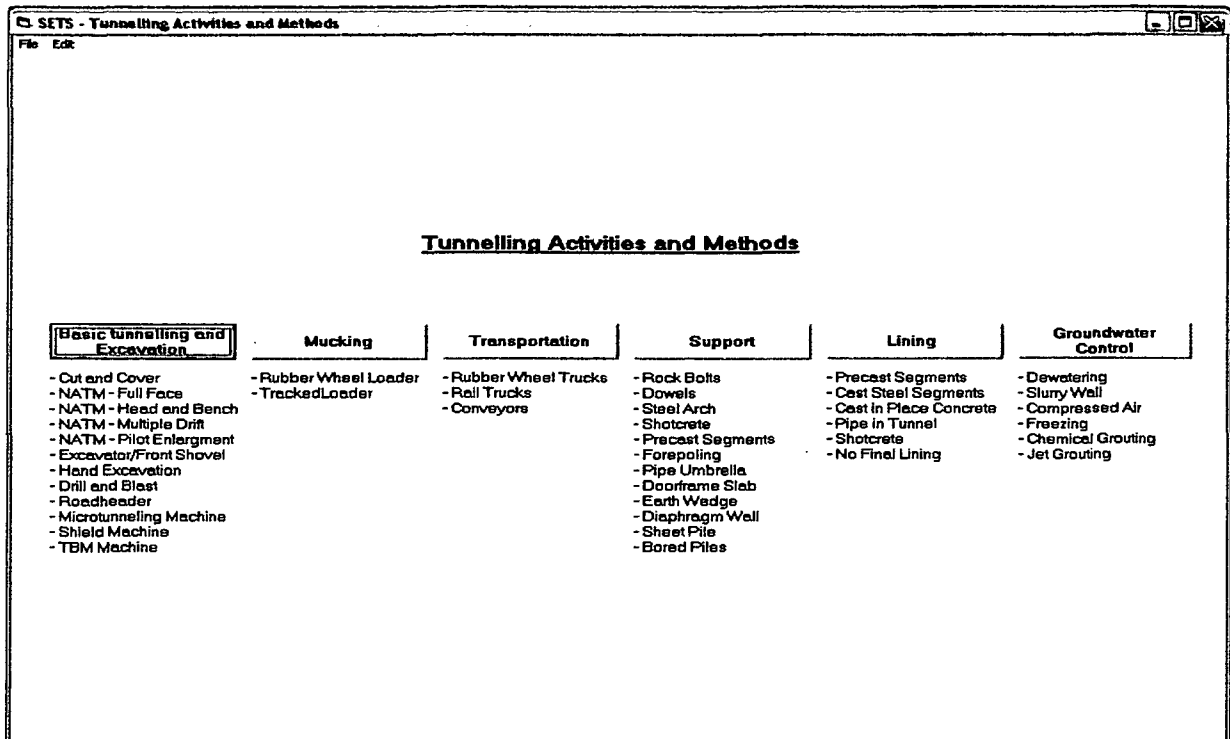 SETS - Tunnelling Activities and Methods
File Edit
Tunnelling Activities and Methods
Basic tunnelling and
Excavation
- Cut and Cover
- NATM - Full Face
- NATM - Head and Bench
- NATM - Multiple Drift
- NATM - Pilot Enlargment
- Excavator/Front Shovel
- Hand Excavation
- Drill and Blast
- Roadheader
- Microtunneling Machine
- Shield Machine
- TBM Machine
Mucking
- Rubber Wheel Loader
- TrackedLoader
Transportation
- Rubber Wheel Trucks
- Rail Trucks
- Conveyors
Support
- Rock Bolts
- Dowels
- Steel Arch
- Shotcrete
- Precast Segments
- Forepoling
- Pipe Umbrella
- Doorframe Slab
- Earth Wedge
- Diaphragm Wall
- Sheet Pile
- Bored Piles
Lining
- Precast Segments
- Cast Steel Segments
- Cast in Place Concrete
- Pipe in Tunnel
- Shotcrete
- No Final Lining
Groundwater
Control
- Dewatering
- Slurry Wall
- Compressed Air
- Freezing
- Chemical Grouting
- Jet Grouting